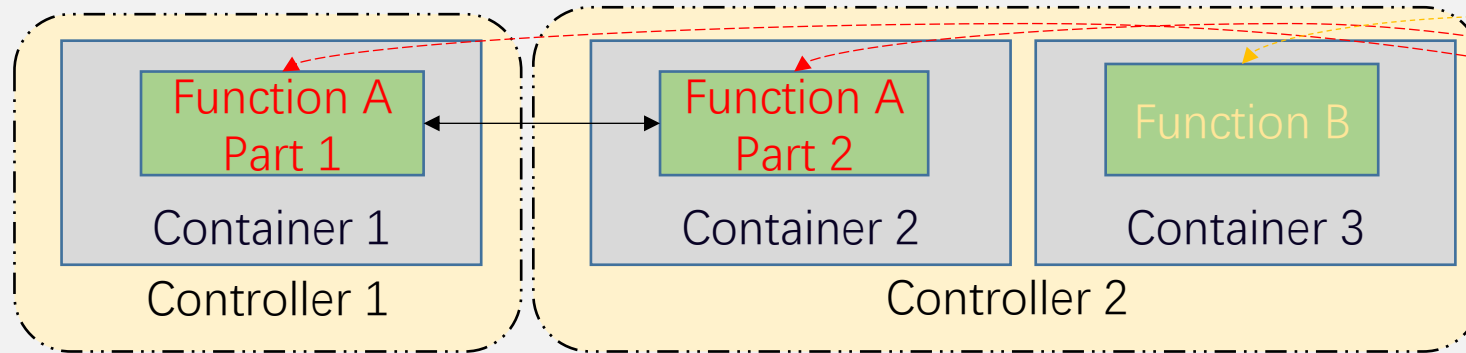 Function A
Part 1
Container 1
Controller 1
Function A
Part 2
Container 2
Function B
Container 3
Controller 2